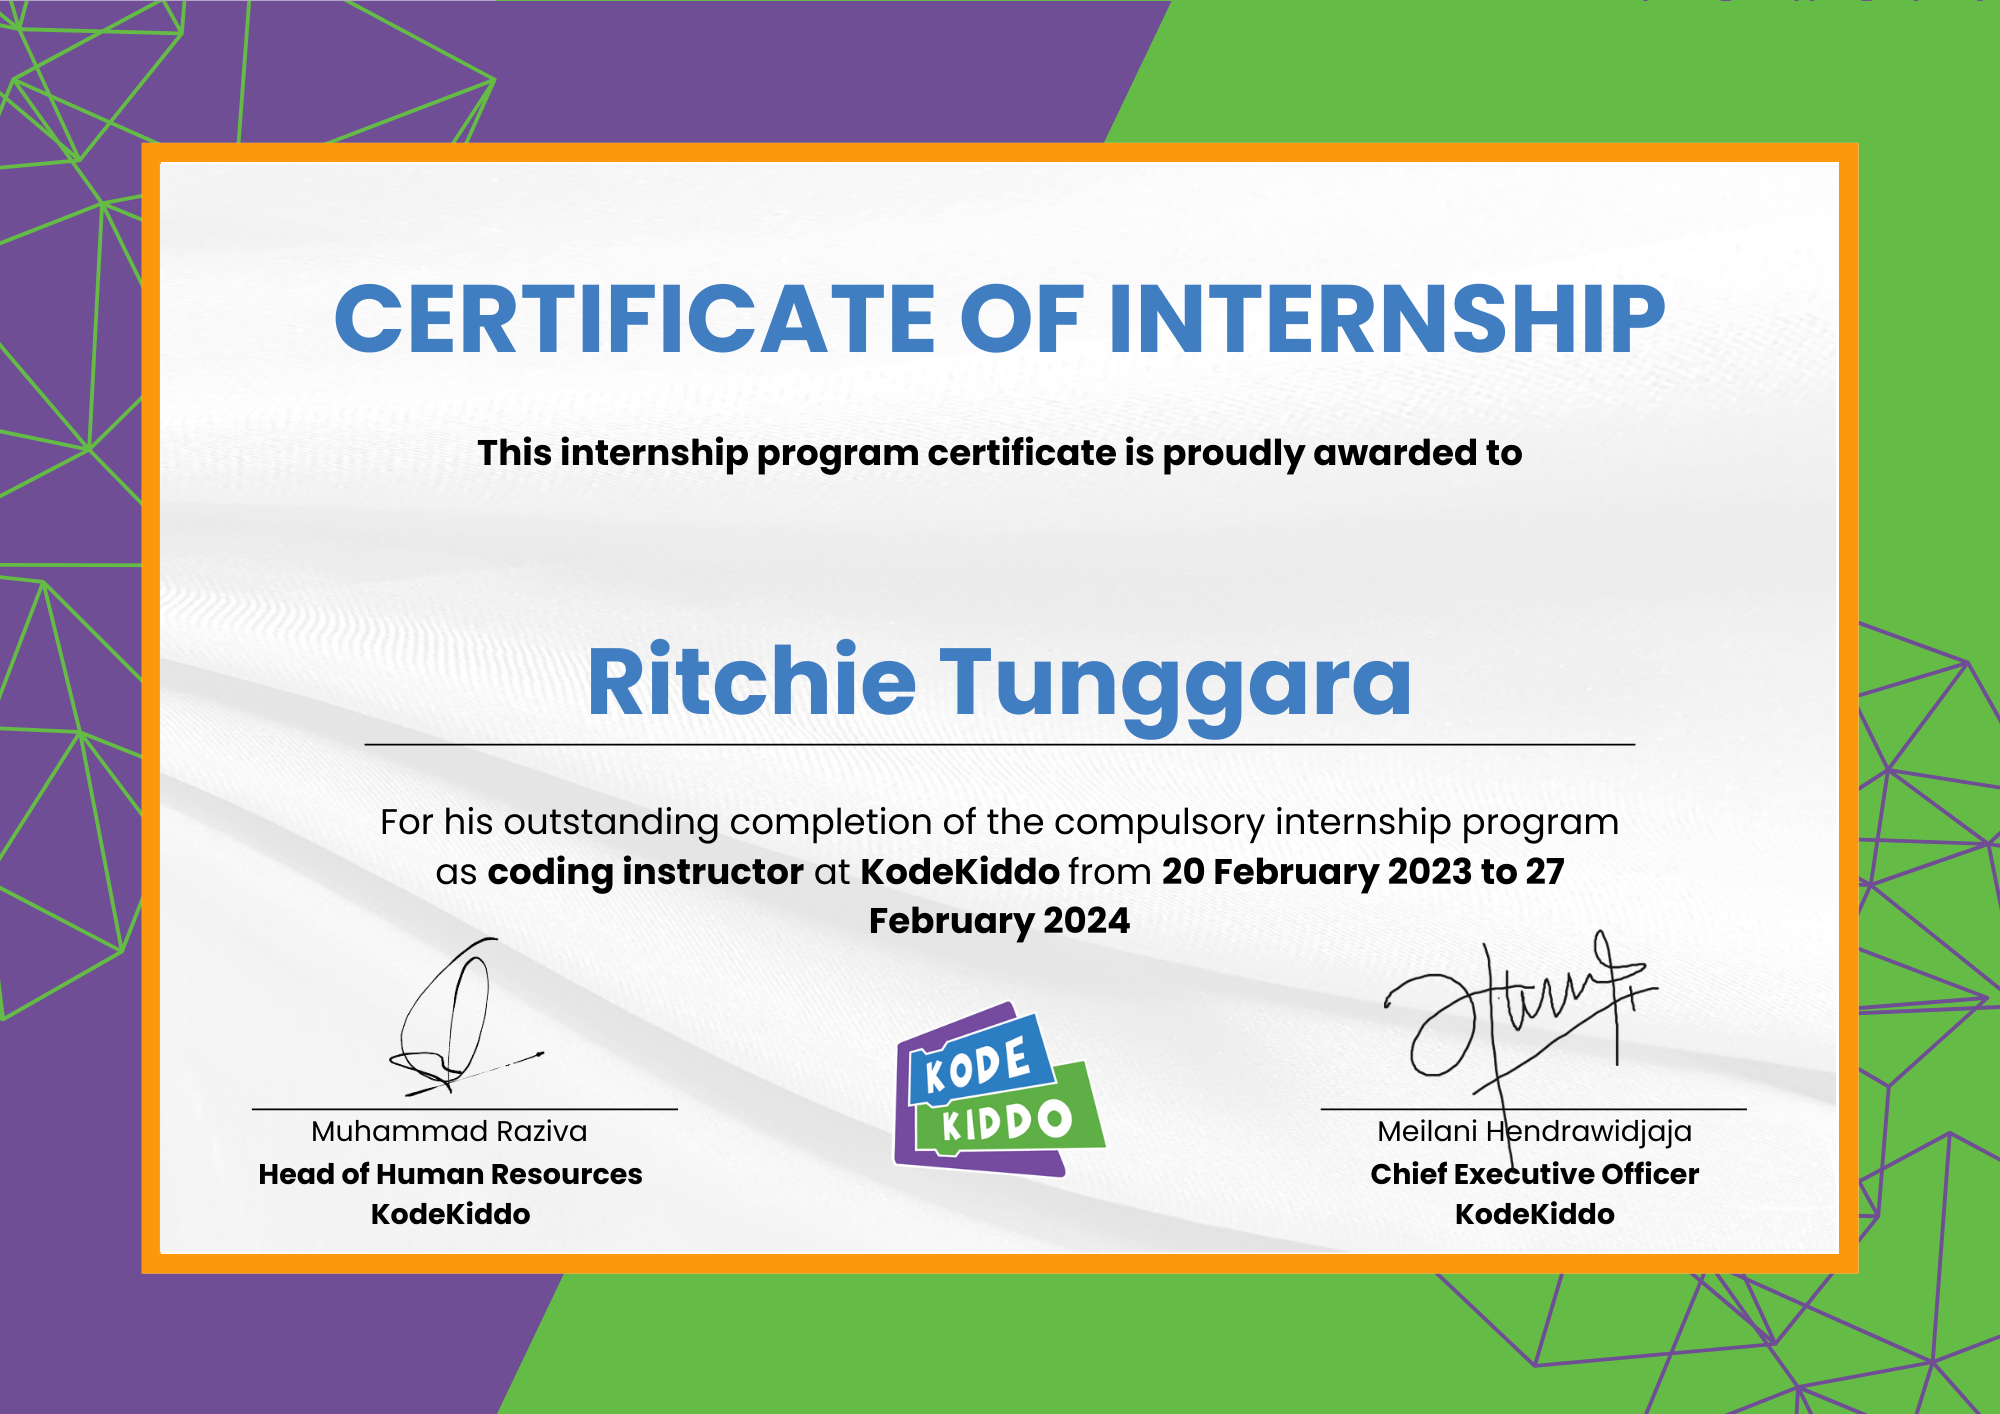 CERTIFICATE OF INTERNSHIP
This internship program certificate is proudly awarded to
Ritchie Tunggara
For his outstanding completion of the compulsory internship program
as coding instructor at KodeKiddo from 20 February 2023 to 27
February 2024
KODE
KIDDO
Muhammad Raziva
Head of Human Resources
KodeKiddo
Meilani Hendrawidjaja
Chief Executive Officer
KodeKiddo